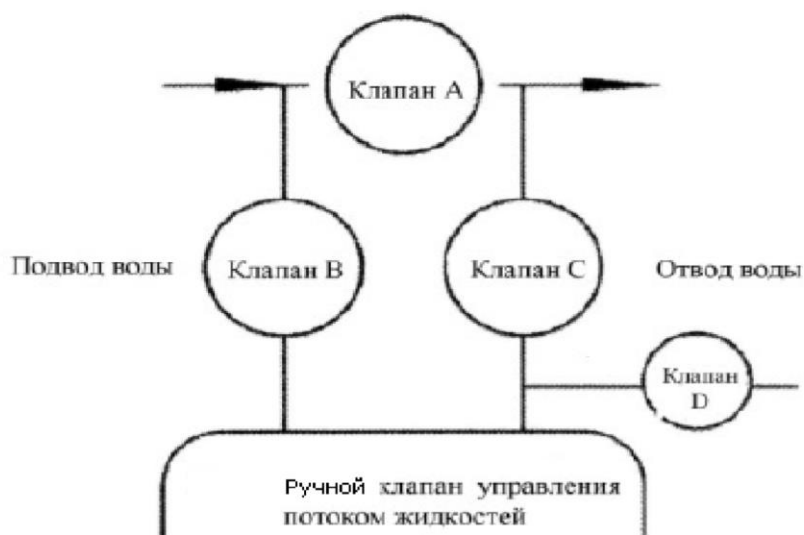 Клапан A
Подвод воды
Клапан B
Клапан C
Отвод воды
Клапан
D
Ручной клапан управления
потоком жидкостей